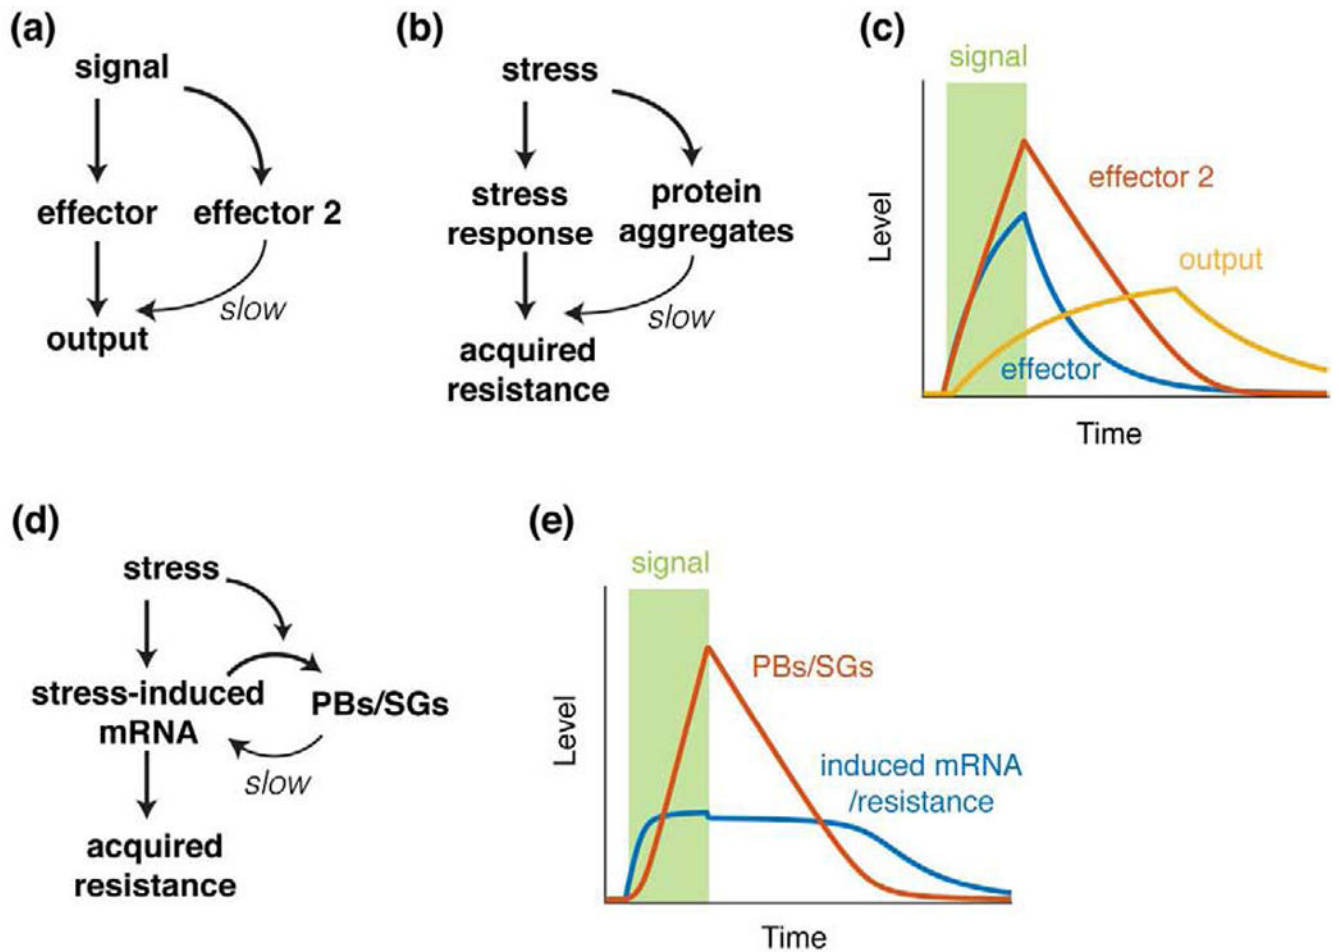 (a)
signal
effector
effector 2
slow
output
(b)
stress
stress
response
protein
aggregates
slow
acquired
resistance
(c)
signal
Level
effector 2
output
effector
Time
(d)
stress
stress-induced
mRNA
PBs/SGs
slow
acquired
resistance
(e)
signal
Level
PBs/SGs
induced mRNA
/resistance
Time